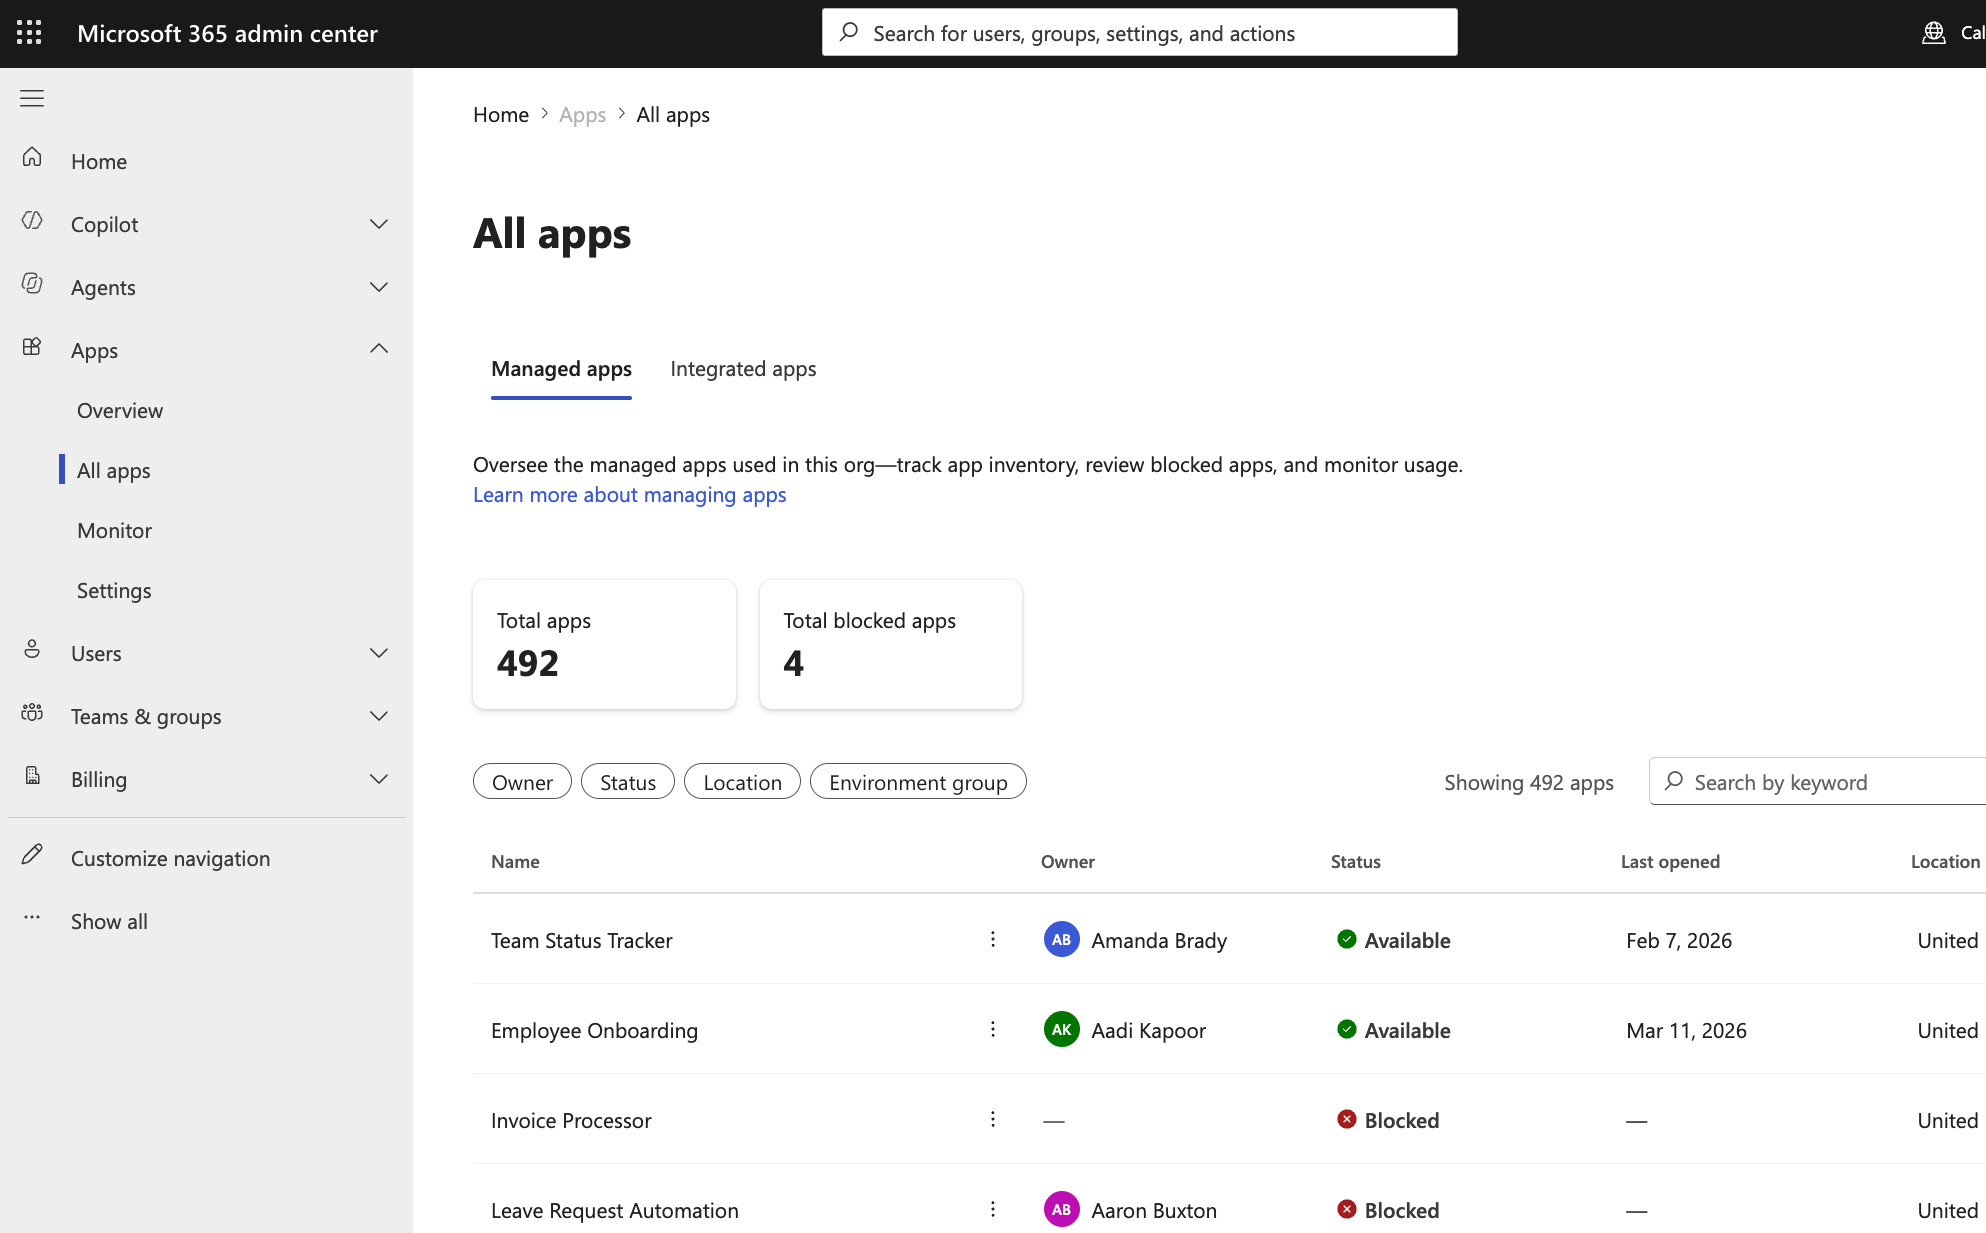 Microsoft 365 admin center
Search for users, groups, settings, and actions
Home
Copilot
Agents
Apps
Overview
All apps
Monitor
Settings
Users
Teams & groups
Billing
Customize navigation
Show all
Home > Apps > All apps
All apps
Managed apps Integrated apps
Oversee the managed apps used in this org—track app inventory, review blocked apps, and monitor usage.
Learn more about managing apps
Total apps
492
Total blocked apps
4
Owner Status Location Environment group Showing 492 apps Search by keyword
Name Owner Status Last opened Location
Team Status Tracker AB Amanda Brady Available Feb 7, 2026 United
Employee Onboarding AK Aadi Kapoor Available Mar 11, 2026 United
Invoice Processor — Blocked — United
Leave Request Automation AB Aaron Buxton Blocked — United